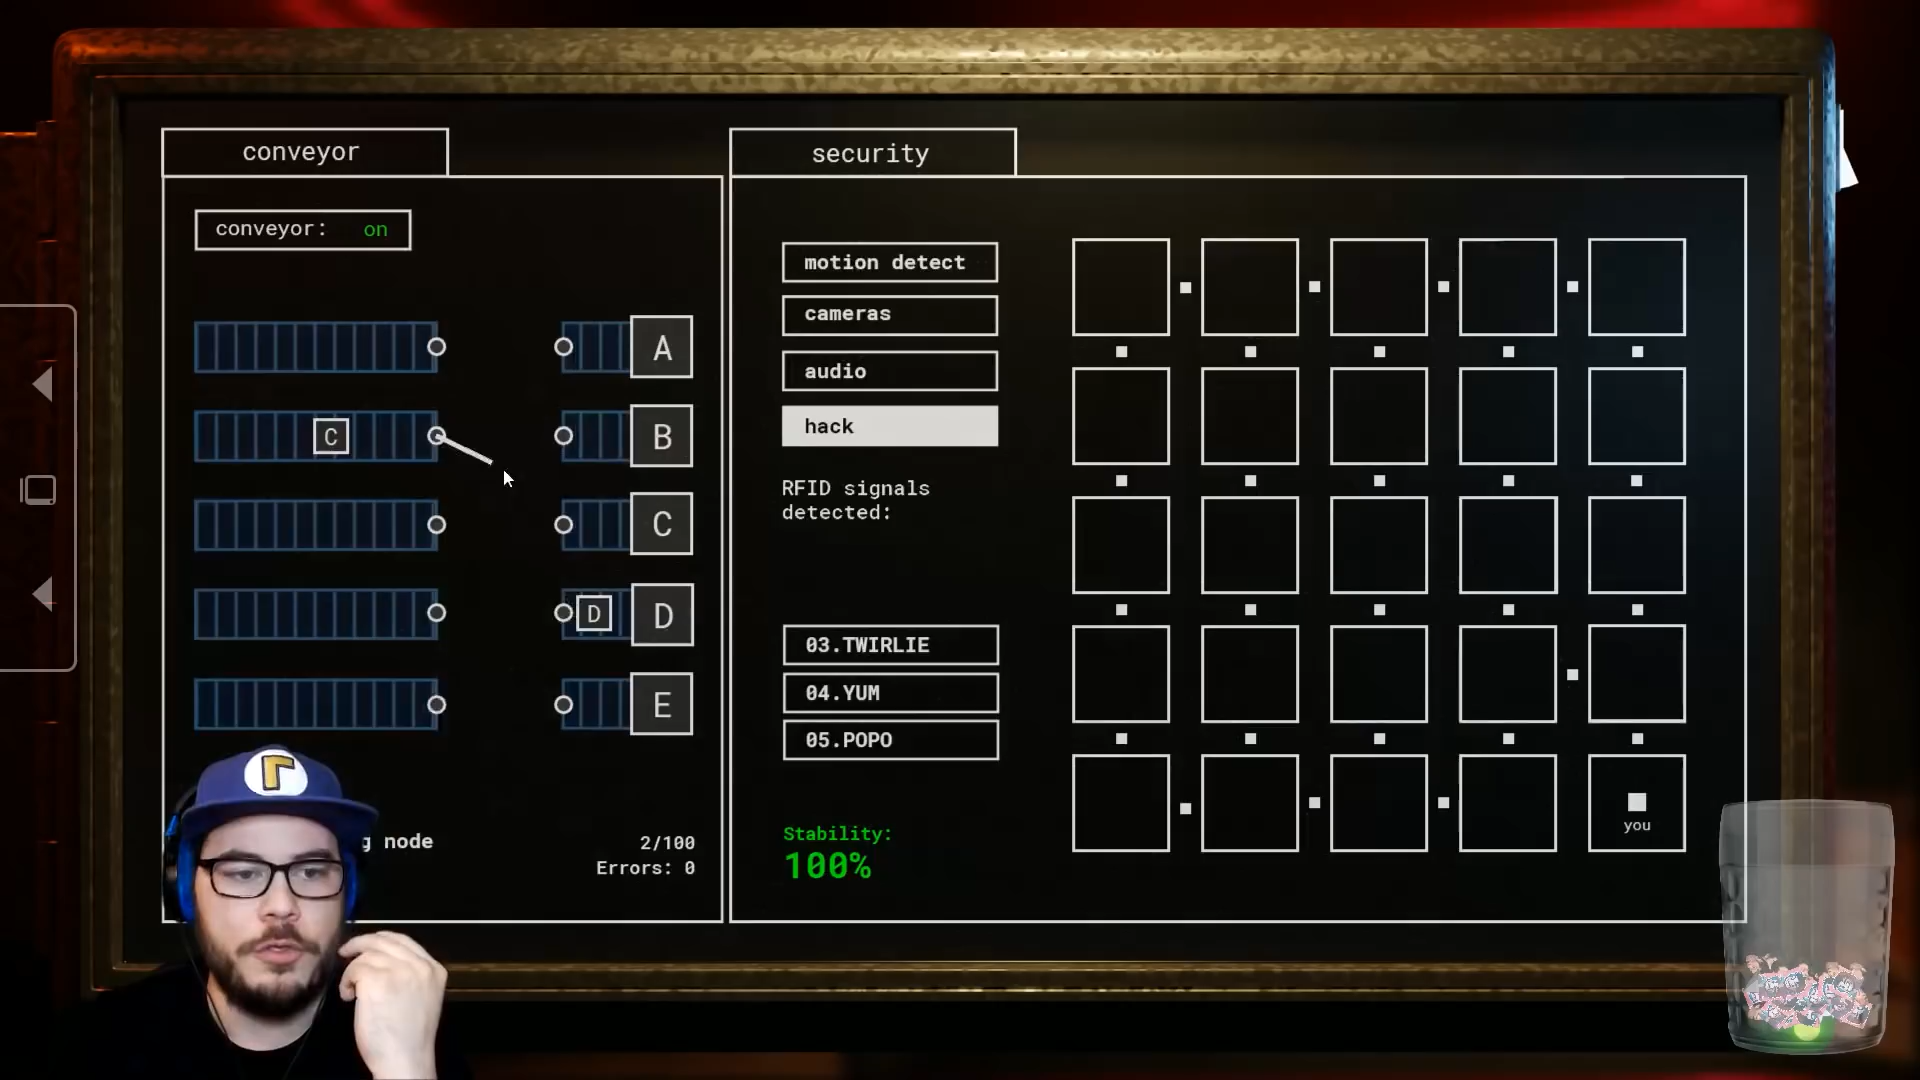 conveyor
conveyor: on
A
C
B
C
D
D
E
g node
2/100
Errors: 0
security
motion detect
cameras
audio
hack
RFID signals
detected:
03.TWIRLIE
04.YUM
05.POPO
Stability:
100%
you